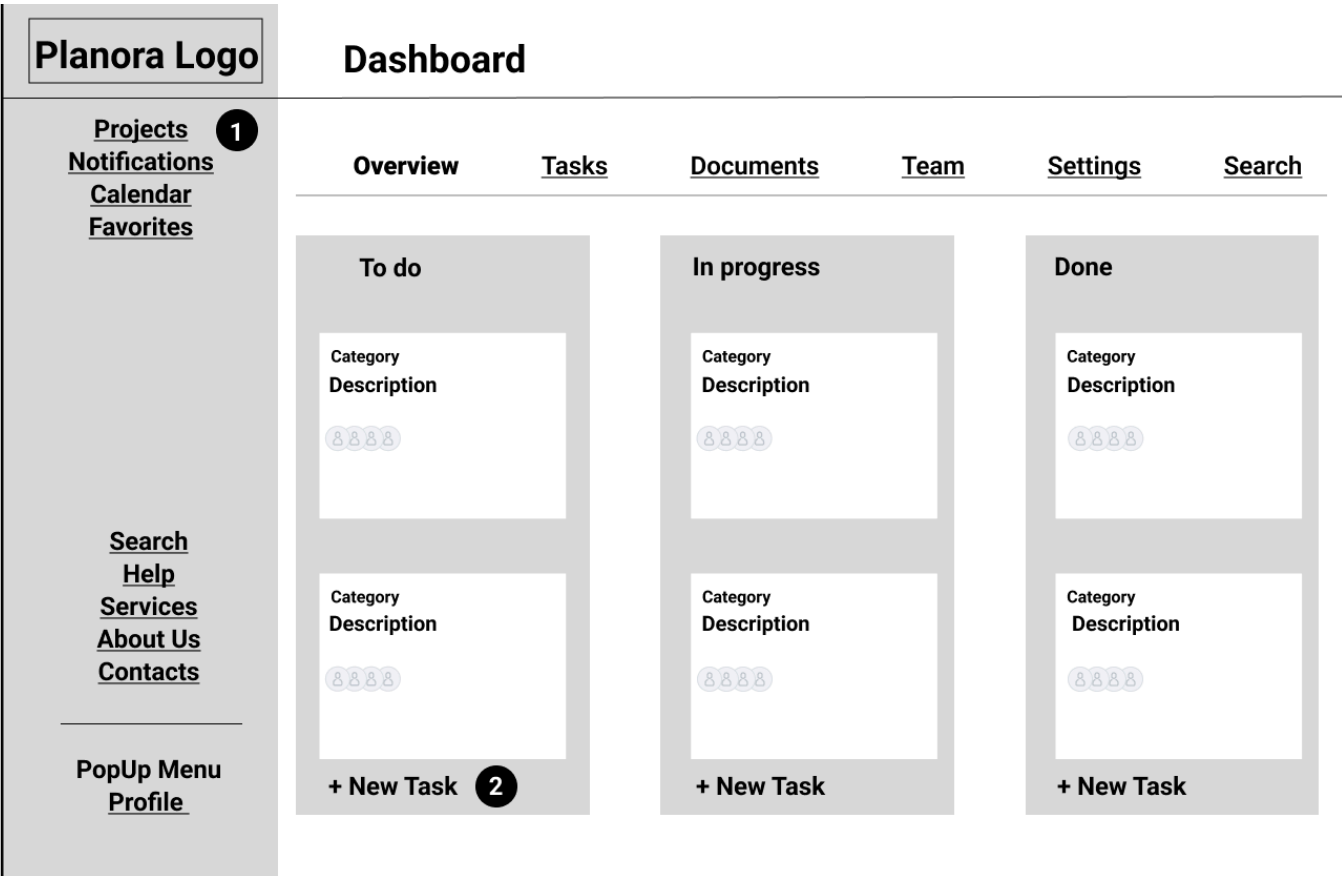 Planora Logo
Dashboard
Projects 1
Notifications
Calendar
Favorites
Search
Help
Services
About Us
Contacts
PopUp Menu
Profile
Overview Tasks Documents Team Settings Search
To do
Category
Description
Category
Description
+ New Task 2
In progress
Category
Description
Category
Description
+ New Task
Done
Category
Description
Category
Description
+ New Task